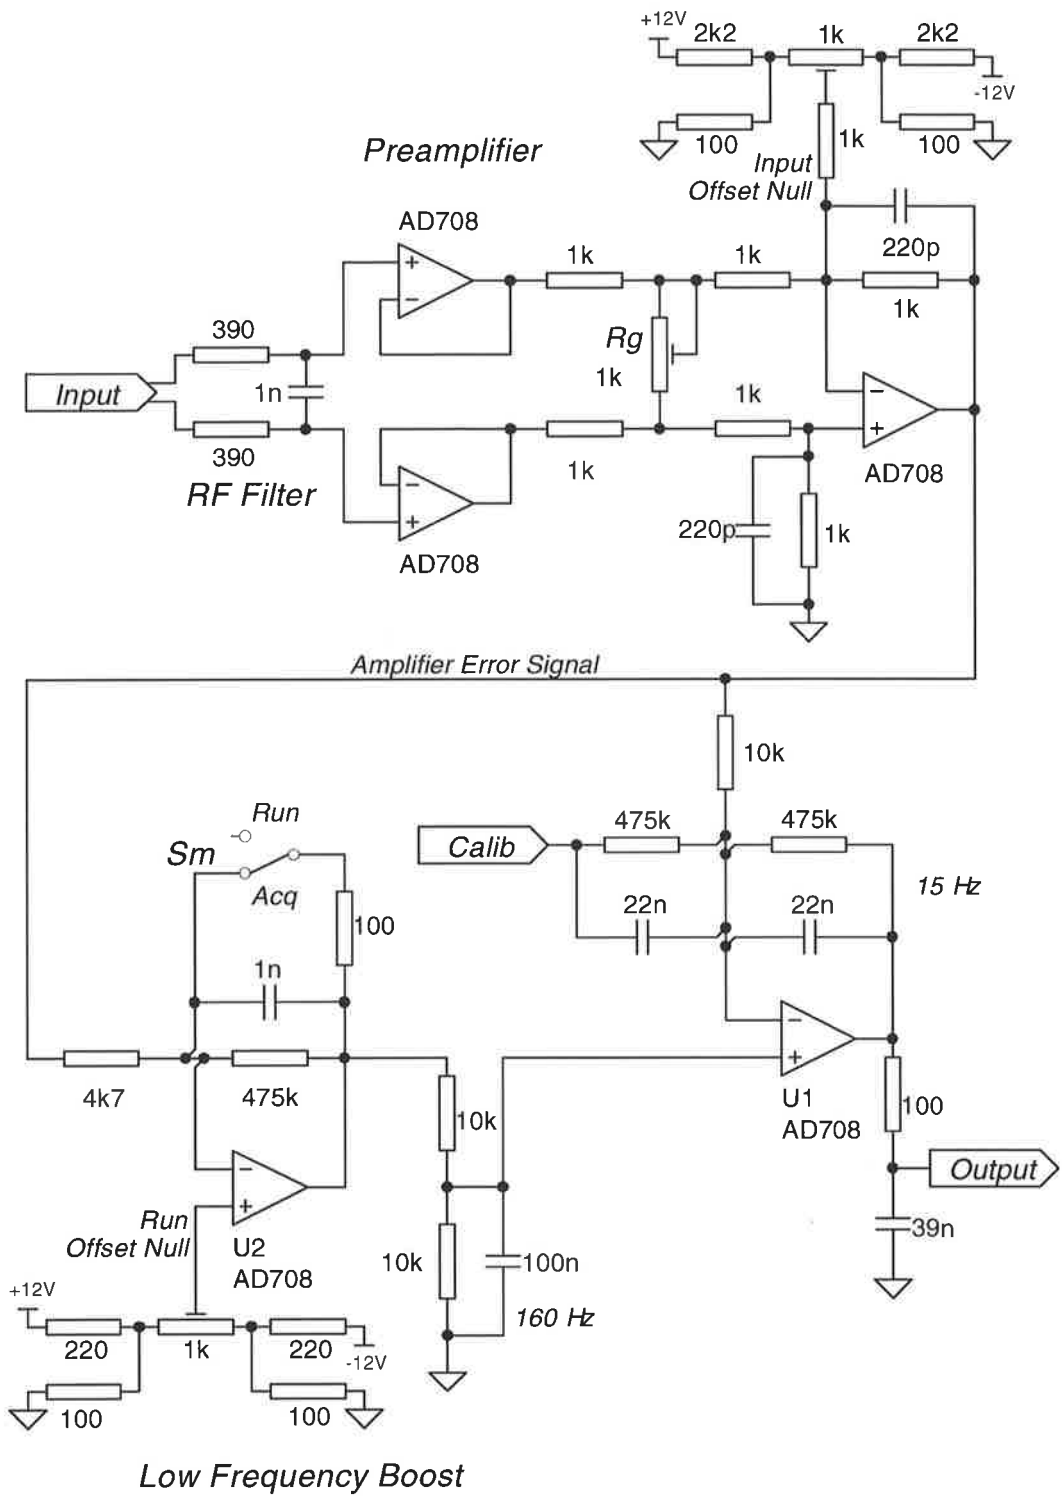 +12V
2k2
1k
2k2
-12V
100
1k
100
Preamplifier
Input
Offset Null
AD708
220p
1k
1k
1k
390
Rg
Input
1n
1k
1k
390
1k
AD708
RF Filter
220p
1k
AD708
Amplifier Error Signal
10k
Run
475k
475k
Sm
Calib
Acq
15 Hz
22n
22n
100
1n
4k7
475k
10k
U1
AD708
100
Output
Run
Offset Null
U2
AD708
10k
100n
39n
+12V
160 Hz
220
1k
220
-12V
100
100
Low Frequency Boost